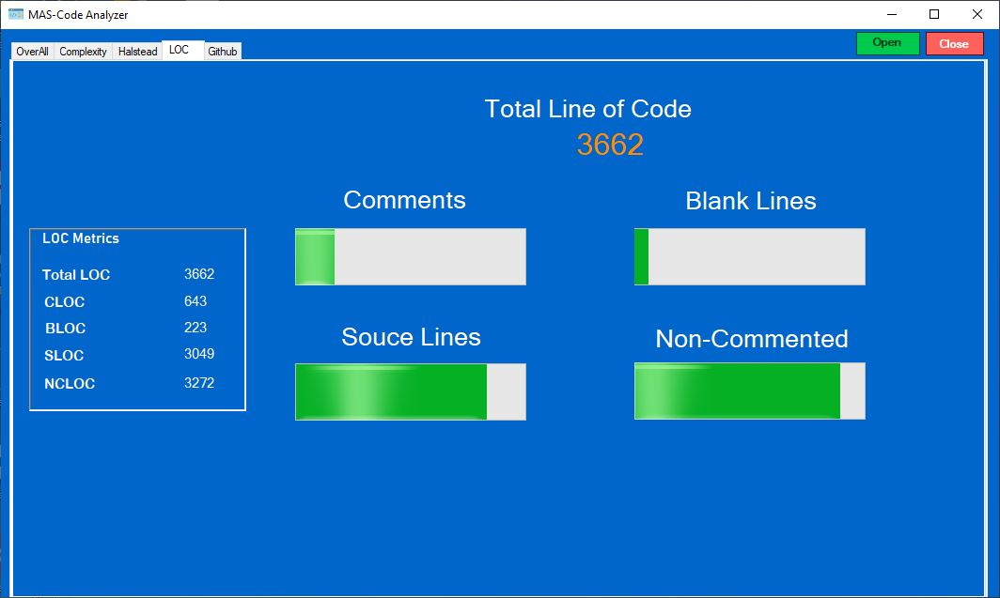 MAS-Code Analyzer
OverAll Complexity Halstead LOC Github
Open Close
Total Line of Code
3662
Comments
Blank Lines
LOC Metrics
Total LOC 3662
CLOC 643
BLOC 223
SLOC 3049
NCLOC 3272
Souce Lines
Non-Commented